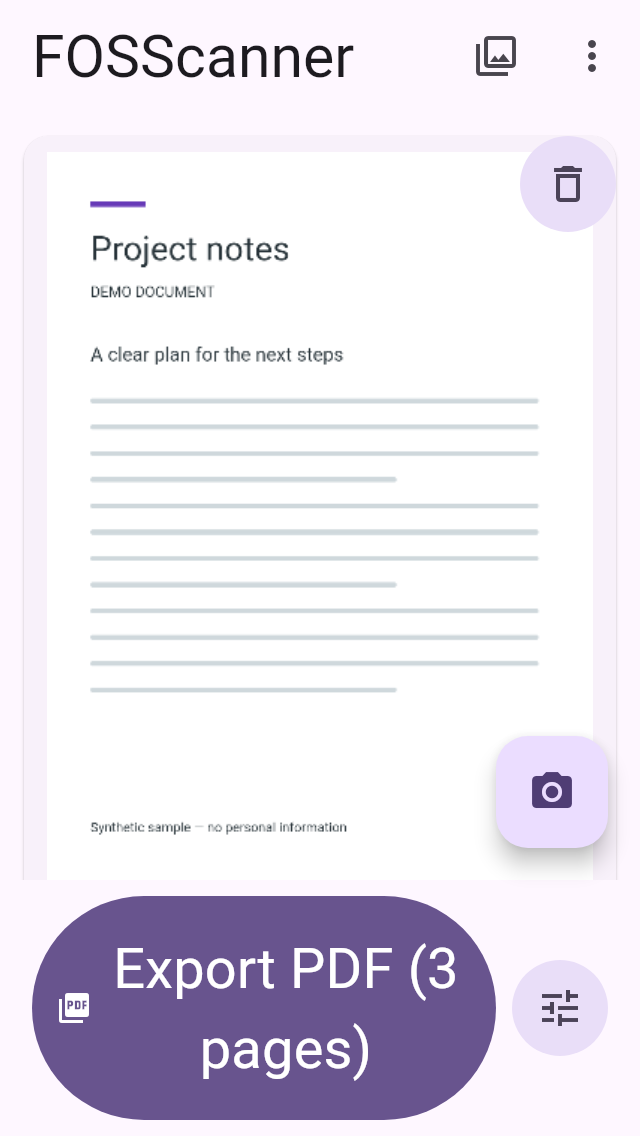 FOSScanner
Project notes
DEMO DOCUMENT
A clear plan for the next steps
Synthetic sample – no personal information
PDF
Export PDF (3
pages)